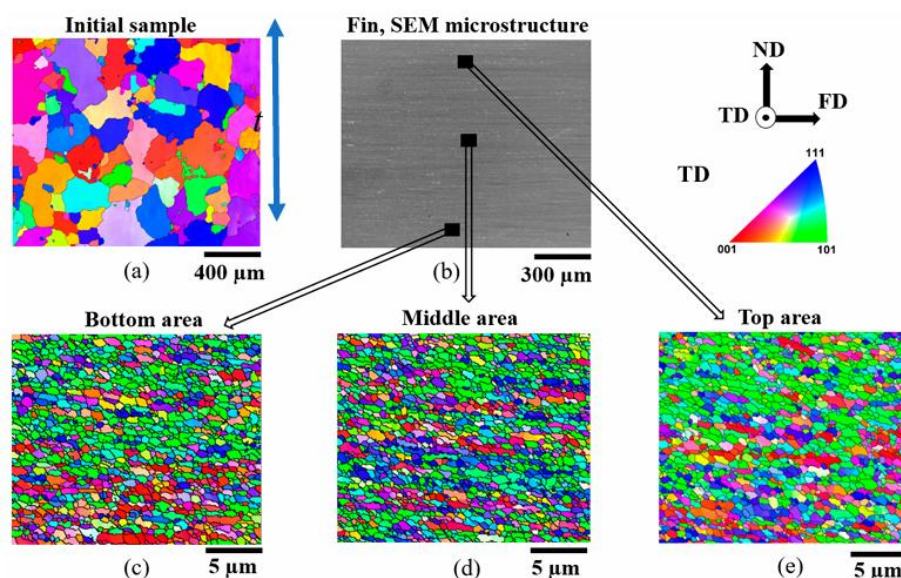 Initial sample
t
400 µm
(a)
Fin, SEM microstructure
300 µm
(b)
ND
TD
FD
TD
111
001
101
Bottom area
5 µm
(c)
Middle area
5 µm
(d)
Top area
5 µm
(e)